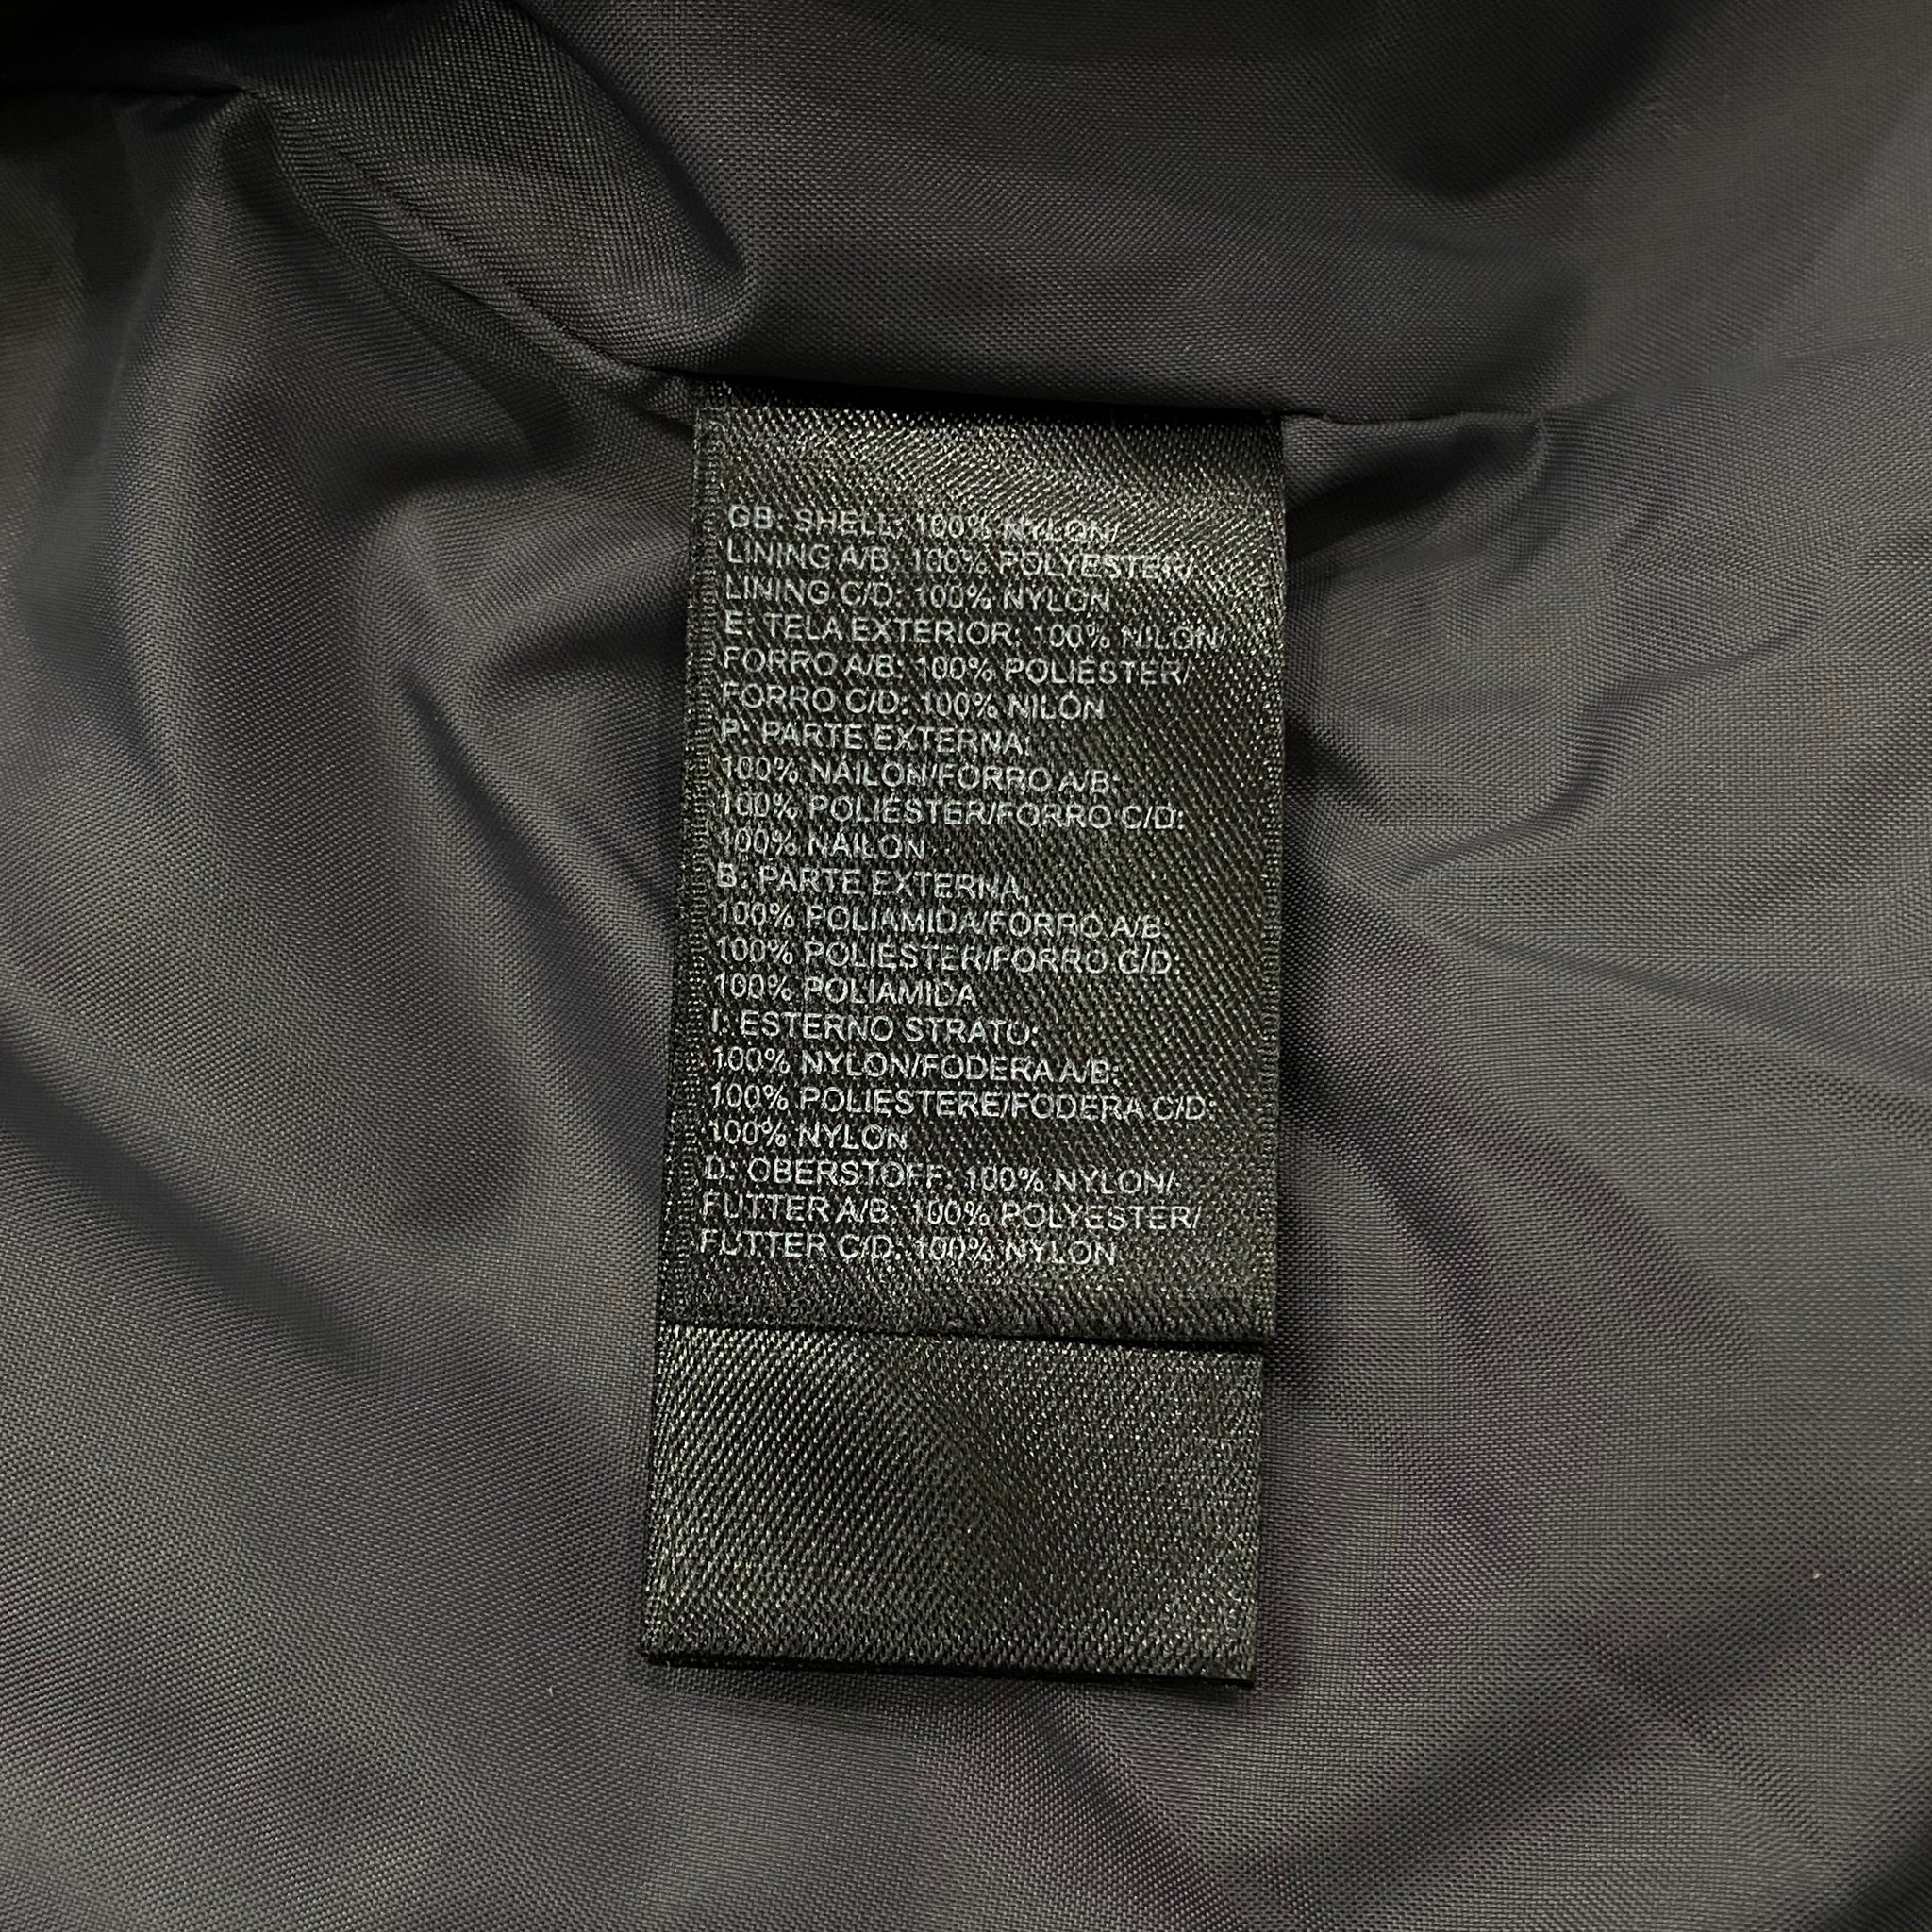 GB: SHELL: 100% NYLON/
LINING A/B: 100% POLYESTER/
LINING C/D: 100% NYLON
E: TELA EXTERIOR: 100% NILÓN/
FORRO A/B: 100% POLIÉSTER/
FORRO C/D: 100% NILÓN
P: PARTE EXTERNA:
100% NÁILON/FORRO A/B:
100% POLIÉSTER/FORRO C/D:
100% NÁILON
B: PARTE EXTERNA:
100% POLIAMIDA/FORRO A/B:
100% POLIÉSTER/FORRO C/D:
100% POLIAMIDA
I: ESTERNO STRATO:
100% NYLON/FODERA A/B:
100% POLIESTERE/FODERA C/D:
100% NYLON
D: OBERSTOFF: 100% NYLON/
FUTTER A/B: 100% POLYESTER/
FUTTER C/D: 100% NYLON